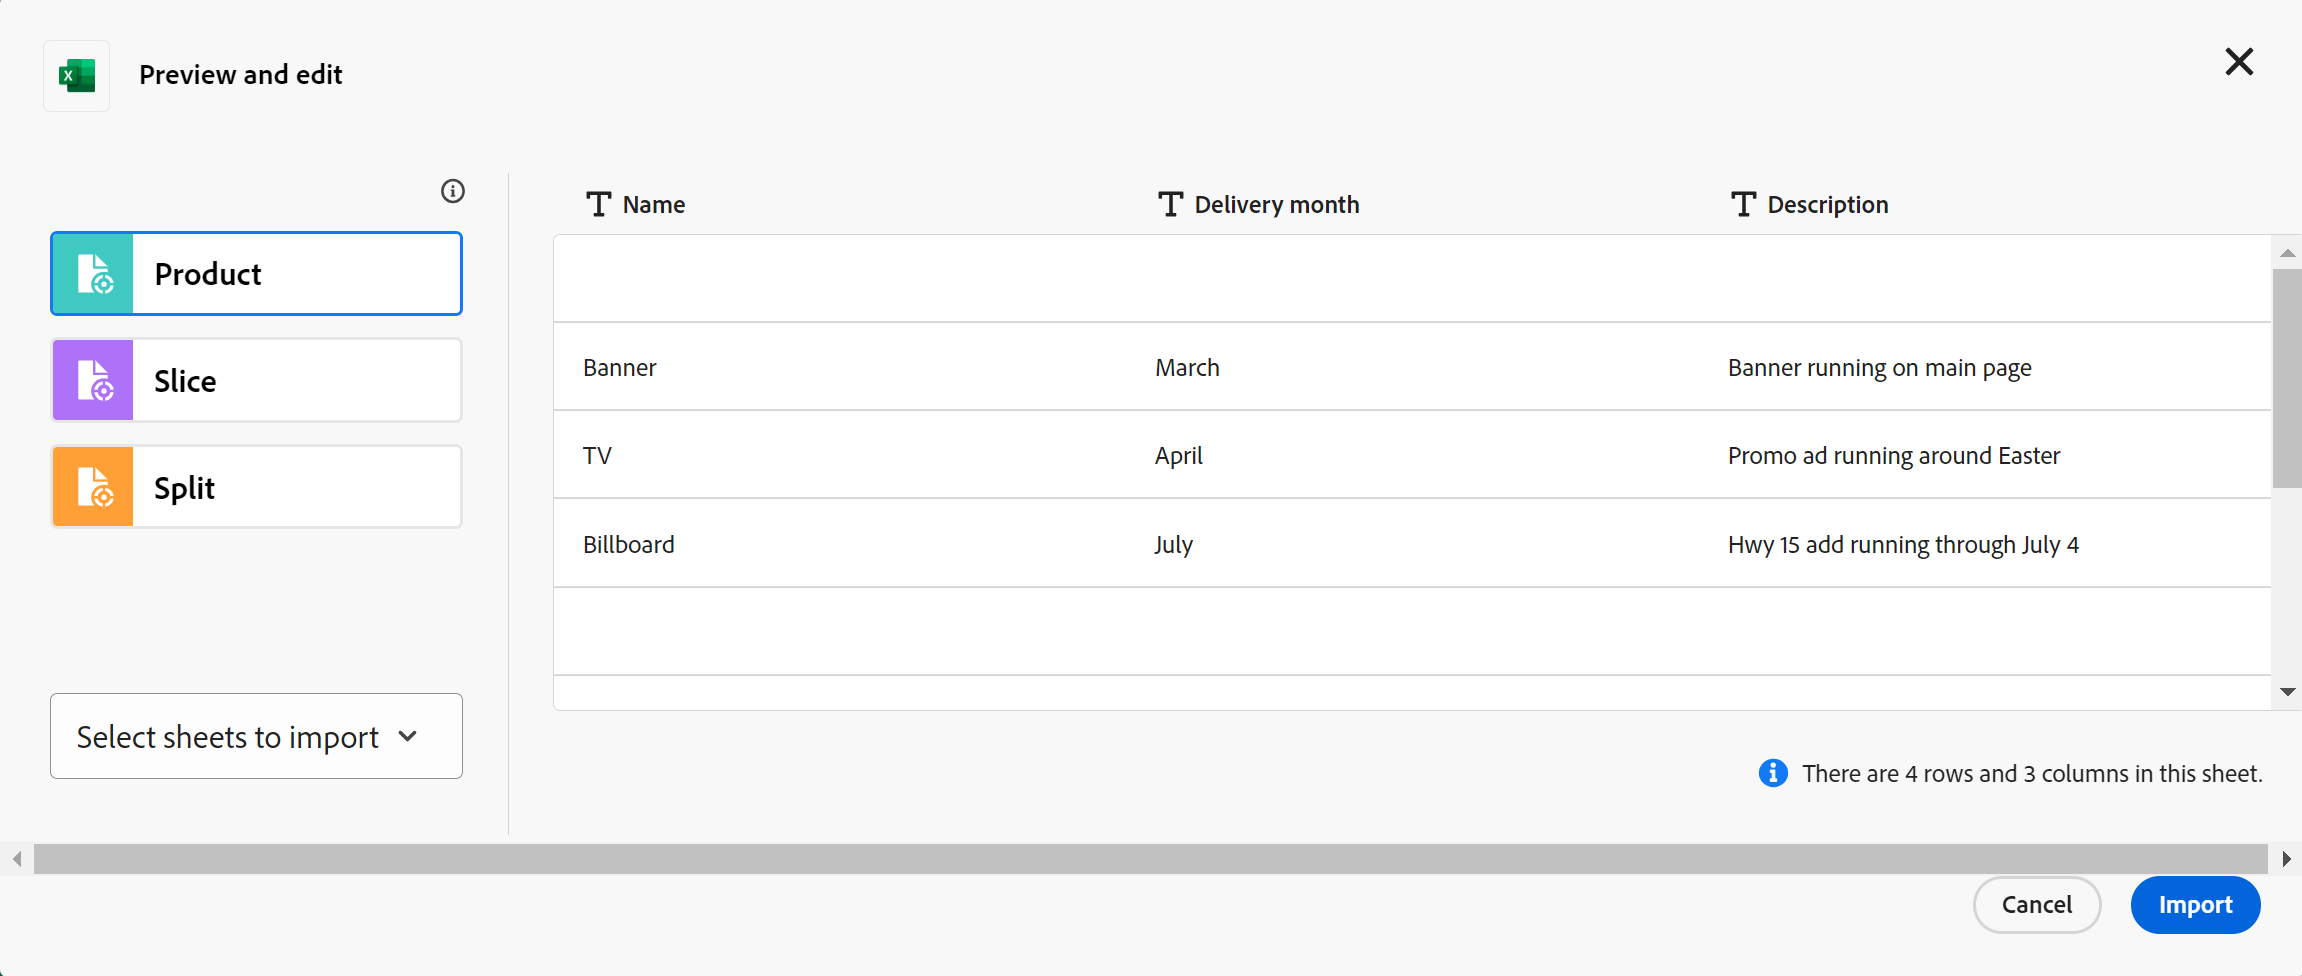 Preview and edit
Product
Slice
Split
Select sheets to import
Name Delivery month Description
Banner March Banner running on main page
TV April Promo ad running around Easter
Billboard July Hwy 15 add running through July 4
There are 4 rows and 3 columns in this sheet.
Cancel Import